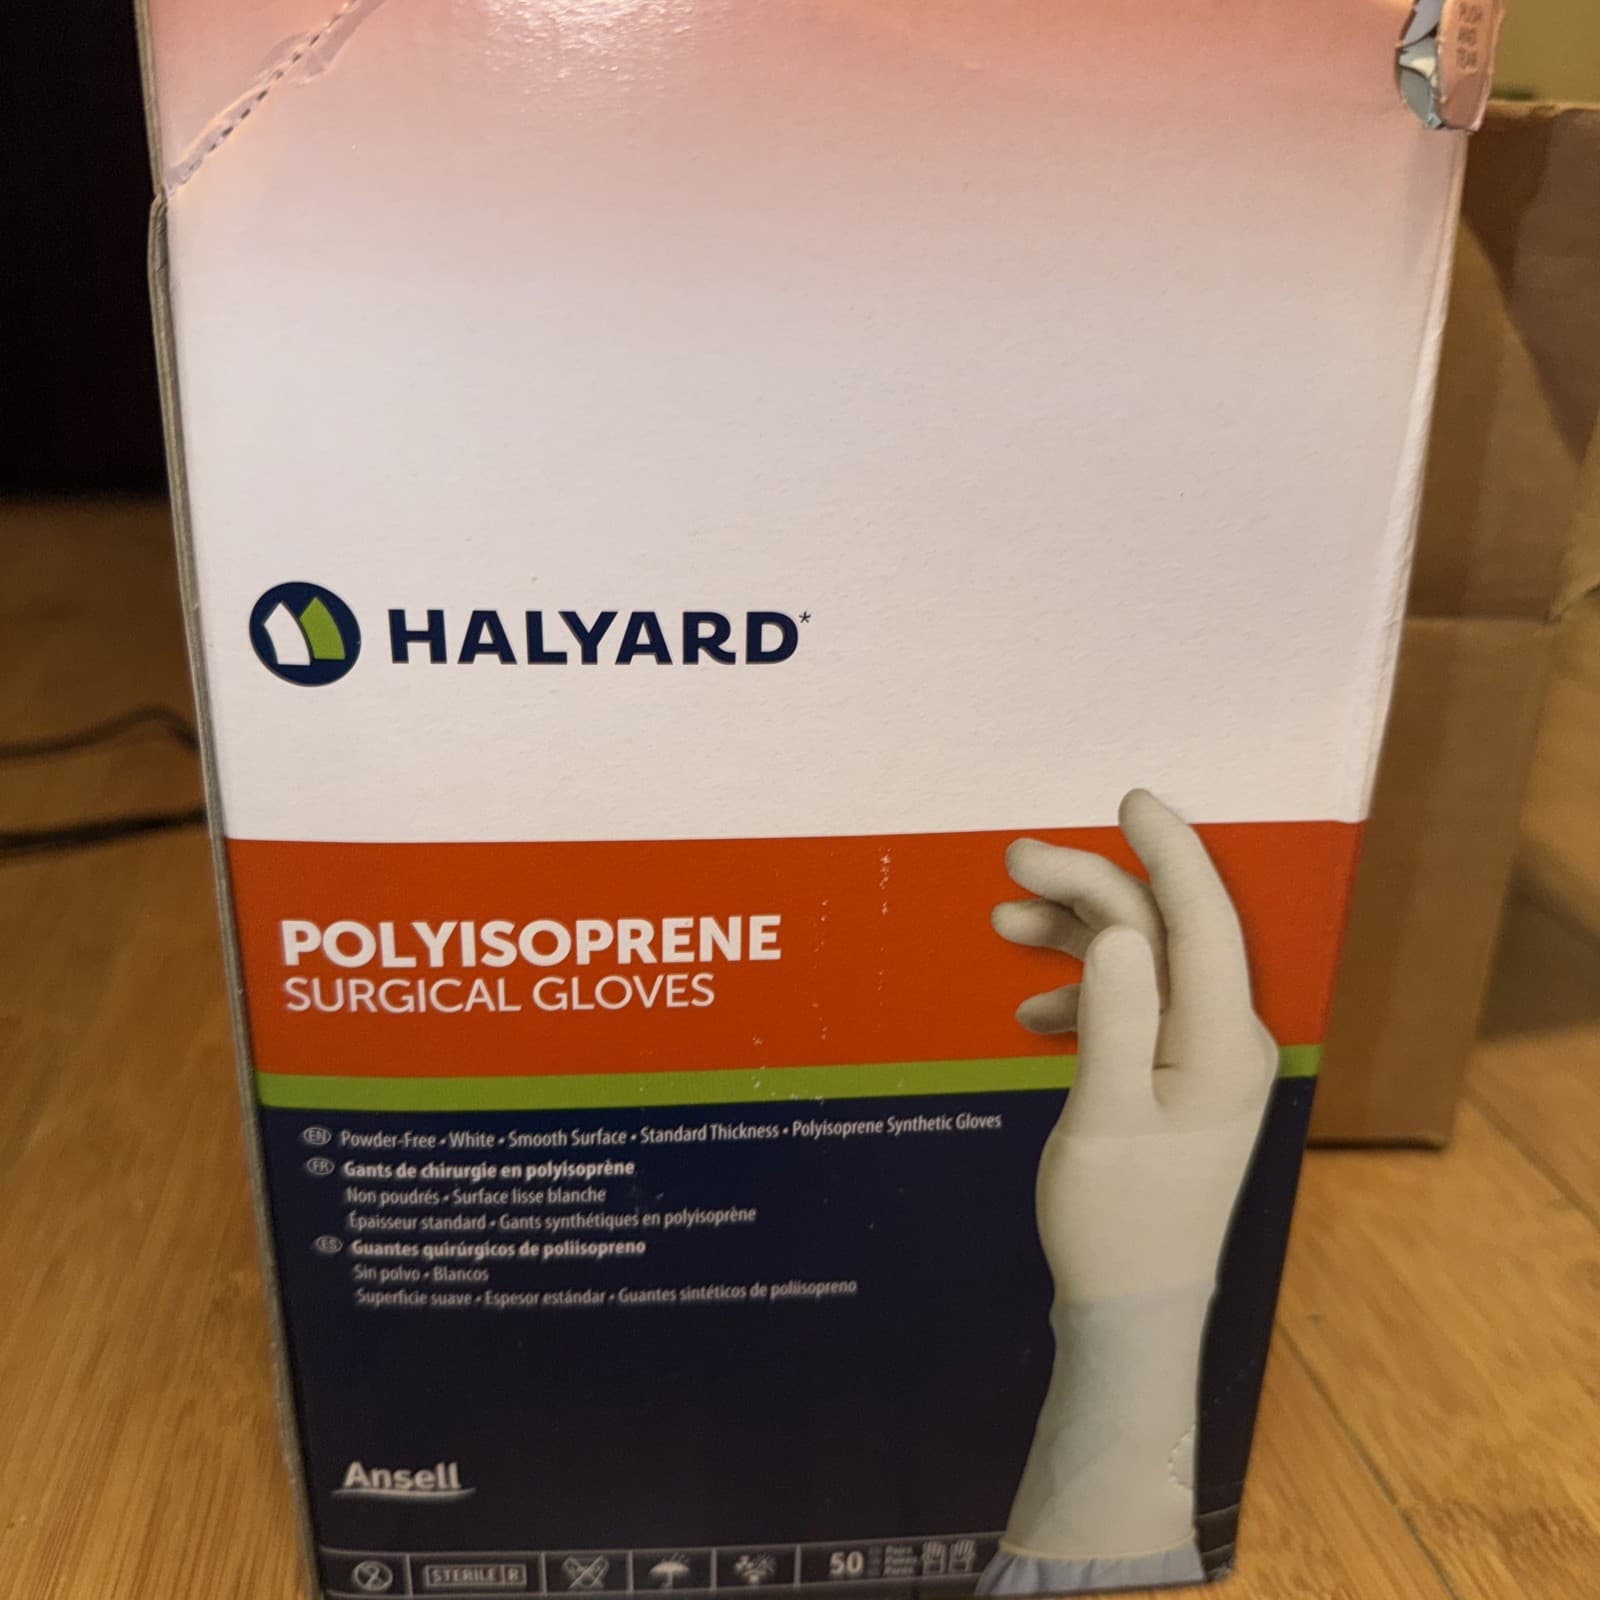 HALYARD*
POLYISOPRENE
SURGICAL GLOVES
EN Powder-Free • White • Smooth Surface • Standard Thickness • Polyisoprene Synthetic Gloves
FR Gants de chirurgie en polyisoprène
Non poudrés • Surface lisse blanche
Épaisseur standard • Gants synthétiques en polyisoprène
ES Guantes quirúrgicos de poliisopreno
Sin polvo • Blancos
Superficie suave • Espesor estándar • Guantes sintéticos de poliisopreno
Ansell
2 STERILE R 50